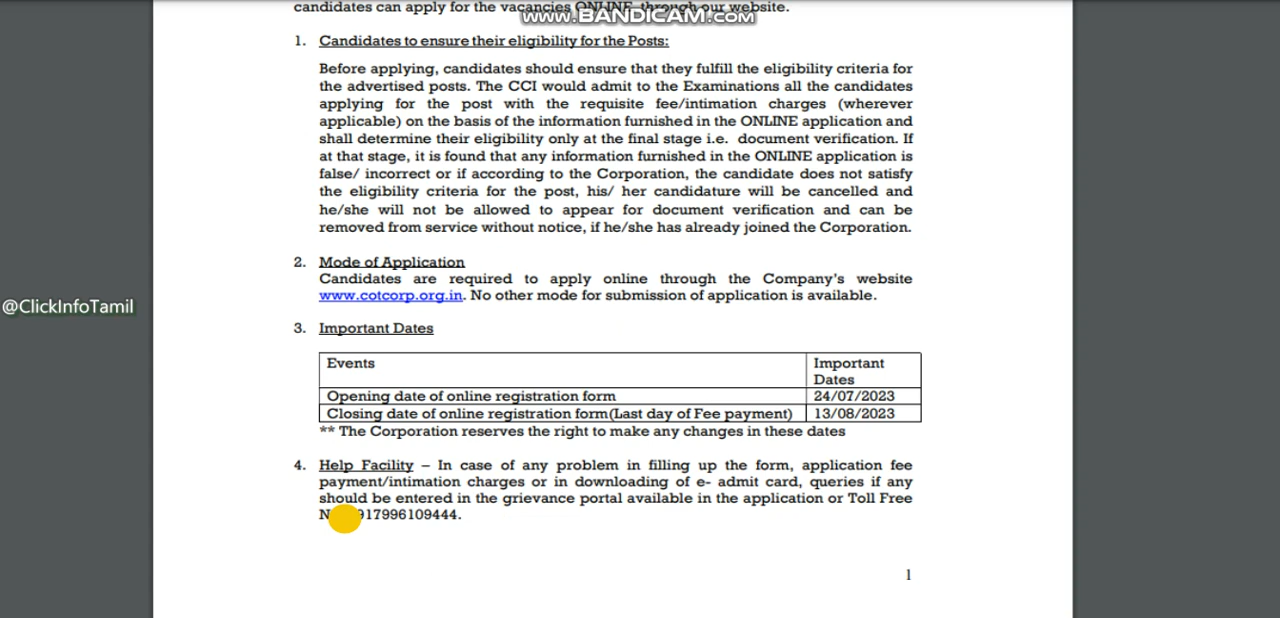 candidates can apply for the vacancies ONLINE through our website.
www.BANDICAM.com
1. Candidates to ensure their eligibility for the Posts:
Before applying, candidates should ensure that they fulfill the eligibility criteria for
the advertised posts. The CCI would admit to the Examinations all the candidates
applying for the post with the requisite fee/intimation charges (wherever
applicable) on the basis of the information furnished in the ONLINE application and
shall determine their eligibility only at the final stage i.e. document verification. If
at that stage, it is found that any information furnished in the ONLINE application is
false/ incorrect or if according to the Corporation, the candidate does not satisfy
the eligibility criteria for the post, his/ her candidature will be cancelled and
he/she will not be allowed to appear for document verification and can be
removed from service without notice, if he/she has already joined the Corporation.
2. Mode of Application
Candidates are required to apply online through the Company's website
www.cotcorp.org.in. No other mode for submission of application is available.
@ClickInfoTamil
3. Important Dates
Events Important
Dates
Opening date of online registration form 24/07/2023
Closing date of online registration form(Last day of Fee payment) 13/08/2023
** The Corporation reserves the right to make any changes in these dates
4. Help Facility – In case of any problem in filling up the form, application fee
payment/intimation charges or in downloading of e- admit card, queries if any
should be entered in the grievance portal available in the application or Toll Free
917996109444.
1